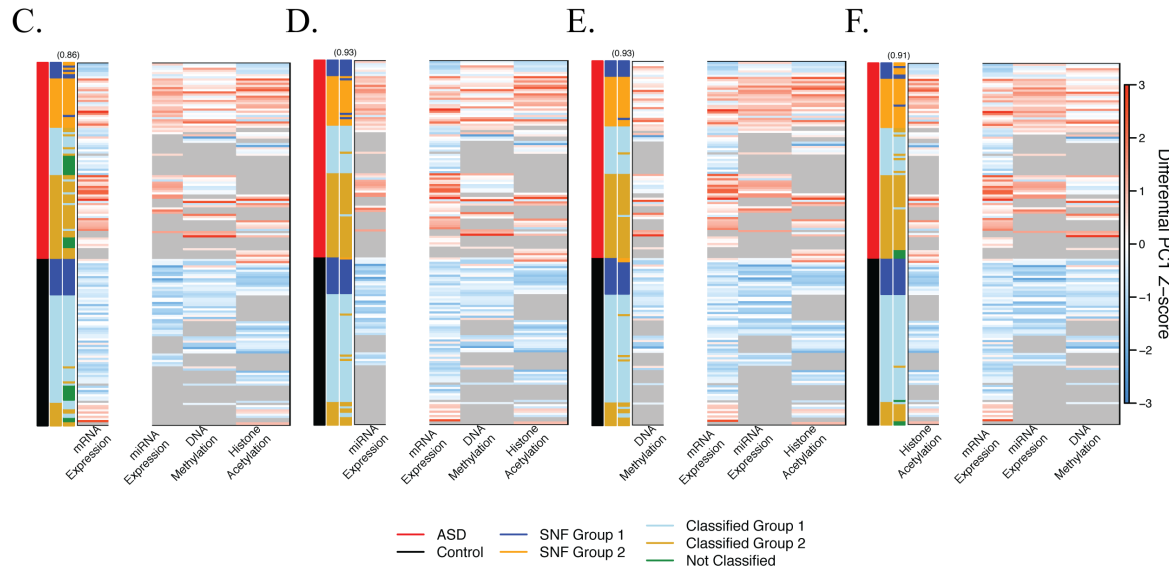 C.
(0.86)
mRNA
Expression
miRNA
Expression
DNA
Methylation
Histone
Acetylation
D.
(0.93)
miRNA
Expression
mRNA
Expression
DNA
Methylation
Histone
Acetylation
E.
(0.93)
DNA
Methylation
mRNA
Expression
miRNA
Expression
Histone
Acetylation
F.
(0.91)
Histone
Acetylation
mRNA
Expression
miRNA
Expression
DNA
Methylation
3
2
1
0
−1
−2
−3
Differential PC1 Z−score
ASD
Control
SNF Group 1
SNF Group 2
Classified Group 1
Classified Group 2
Not Classified